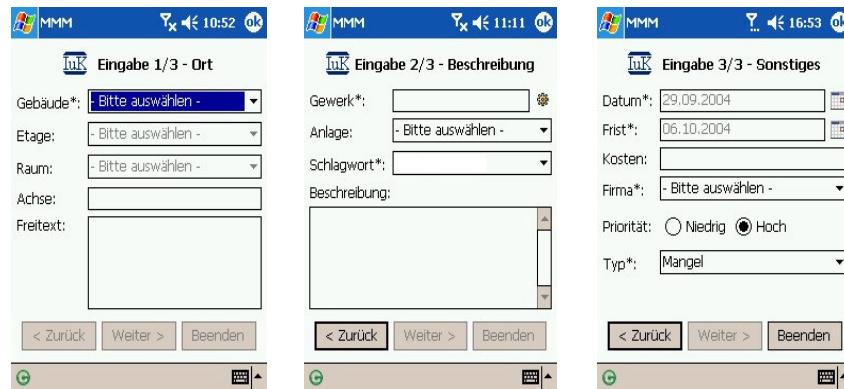 MMM 10:52 ok
IuK Eingabe 1/3 - Ort
Gebäude*: - Bitte auswählen -
Etage: - Bitte auswählen -
Raum: - Bitte auswählen -
Achse:
Freitext:
< Zurück Weiter > Beenden
MMM 11:11 ok
IuK Eingabe 2/3 - Beschreibung
Gewerk*:
Anlage: - Bitte auswählen -
Schlagwort*:
Beschreibung:
< Zurück Weiter > Beenden
MMM 16:53 ok
IuK Eingabe 3/3 - Sonstiges
Datum*: 29.09.2004
Frist*: 06.10.2004
Kosten:
Firma*: - Bitte auswählen -
Priorität: Niedrig Hoch
Typ*: Mangel
< Zurück Weiter > Beenden